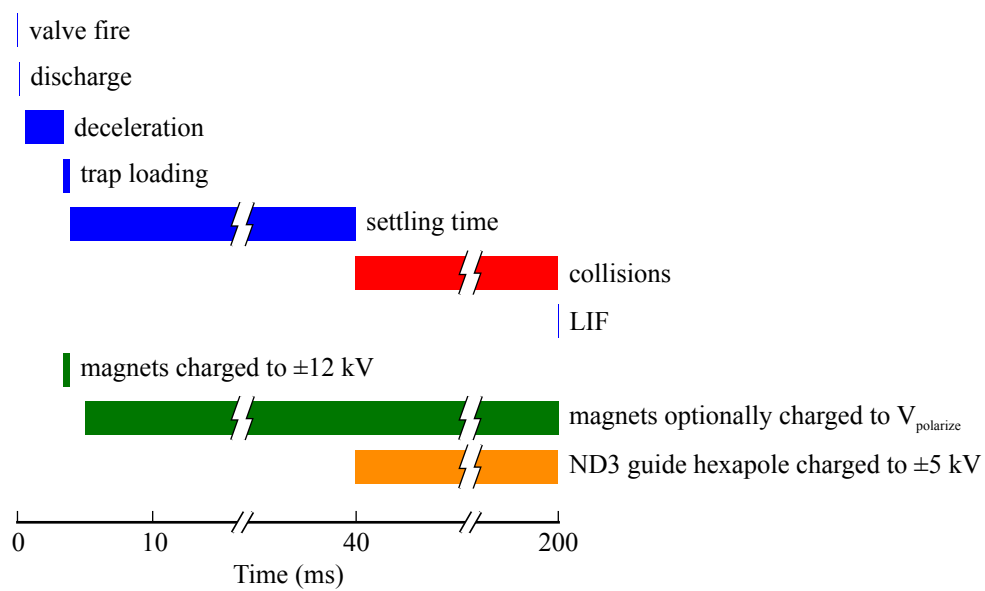 valve fire
discharge
deceleration
trap loading
settling time
collisions
LIF
magnets charged to ±12 kV
magnets optionally charged to Vpolarize
ND3 guide hexapole charged to ±5 kV
0 10 40 200
Time (ms)